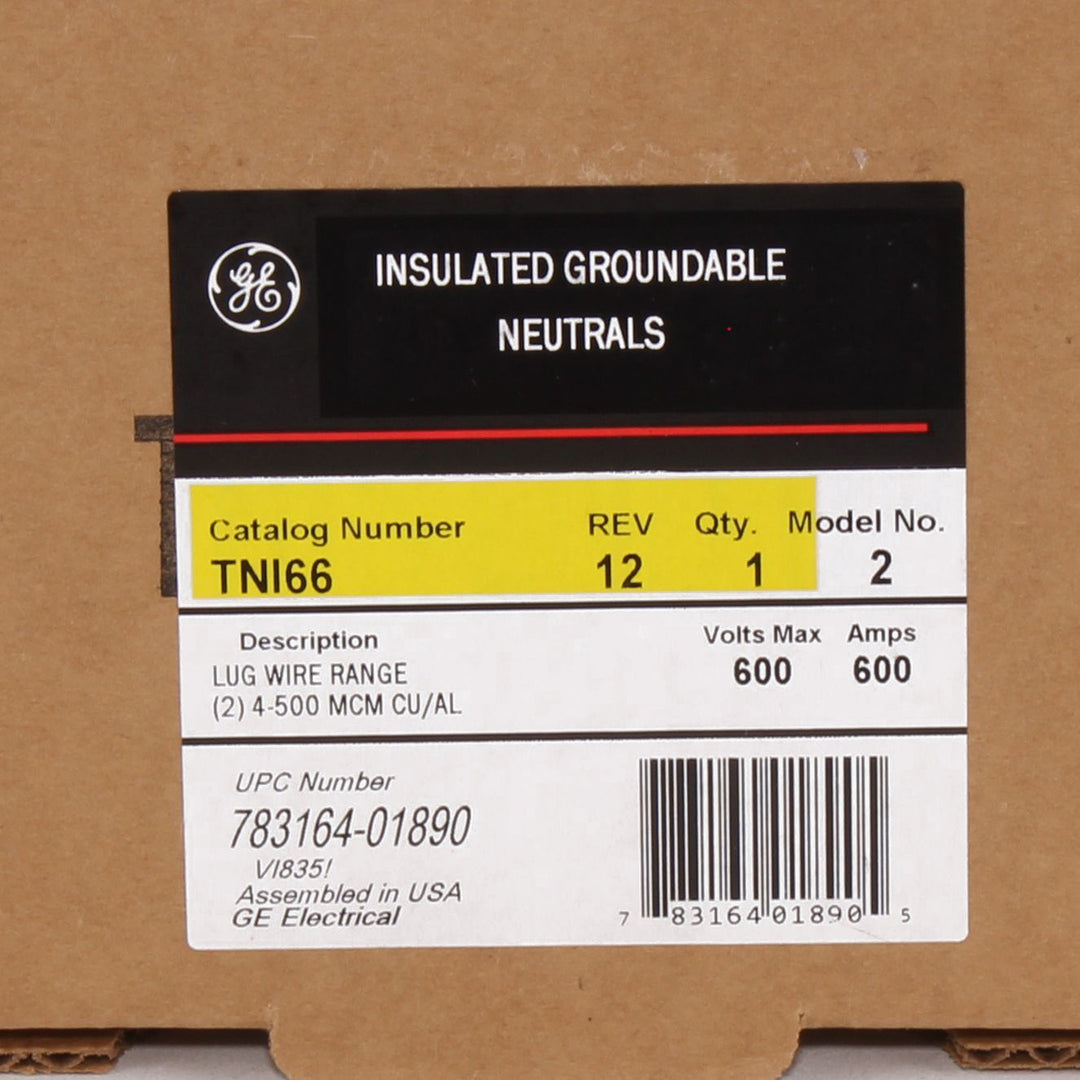 GE
INSULATED GROUNDABLE
NEUTRALS
Catalog Number REV Qty. Model No.
TNI66 12 1 2
Description Volts Max Amps
LUG WIRE RANGE 600 600
(2) 4-500 MCM CU/AL
UPC Number
783164-01890
VI835!
Assembled in USA
GE Electrical
7 83164 01890 5